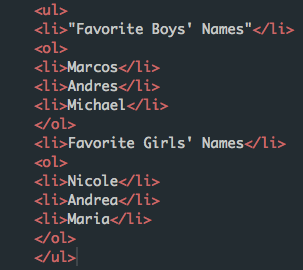 <ul>
<li>"Favorite Boys' Names"</li>
<ol>
<li>Marcos</li>
<li>Andres</li>
<li>Michael</li>
</ol>
<li>Favorite Girls' Names</li>
<ol>
<li>Nicole</li>
<li>Andrea</li>
<li>Maria</li>
</ol>
</ul>